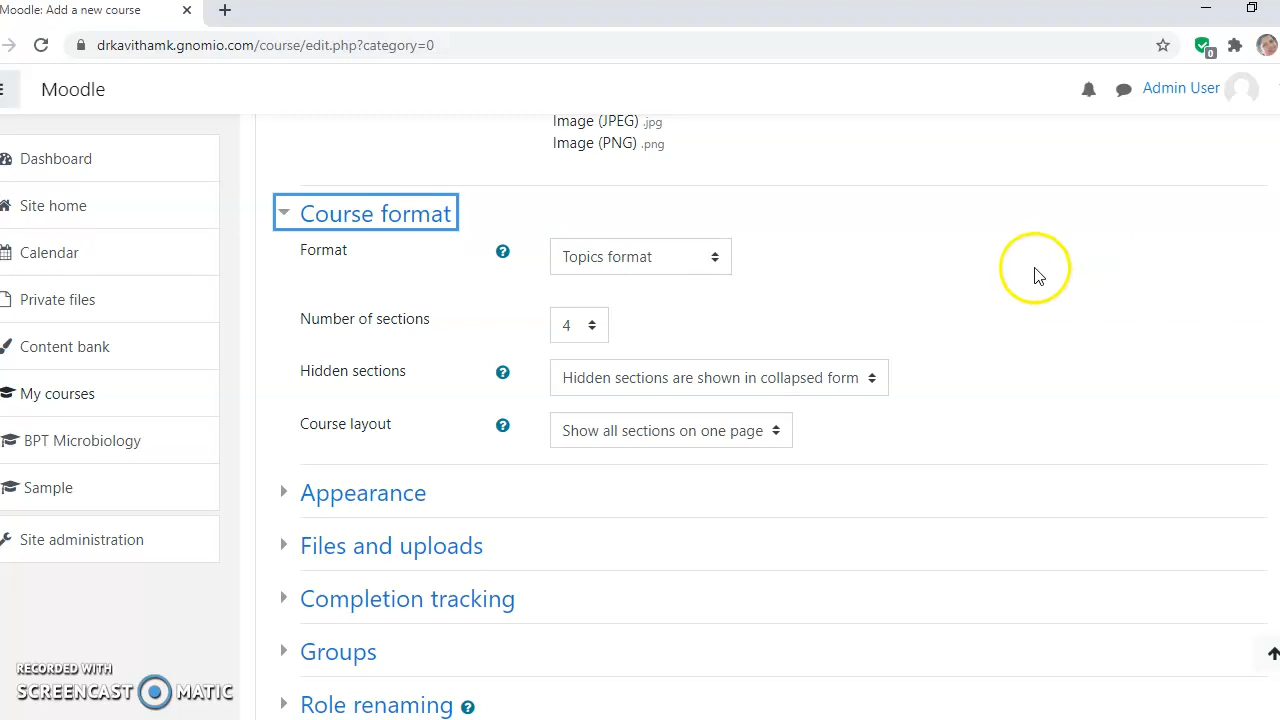 Moodle: Add a new course
drkavithamk.gnomio.com/course/edit.php?category=0
0
Moodle
Admin User
Dashboard
Site home
Calendar
Private files
Content bank
My courses
BPT Microbiology
Sample
Site administration
Image (JPEG) .jpg
Image (PNG) .png
Course format
Format
Topics format
Number of sections
4
Hidden sections
Hidden sections are shown in collapsed form
Course layout
Show all sections on one page
Appearance
Files and uploads
Completion tracking
Groups
Role renaming
RECORDED WITH
SCREENCAST MATIC